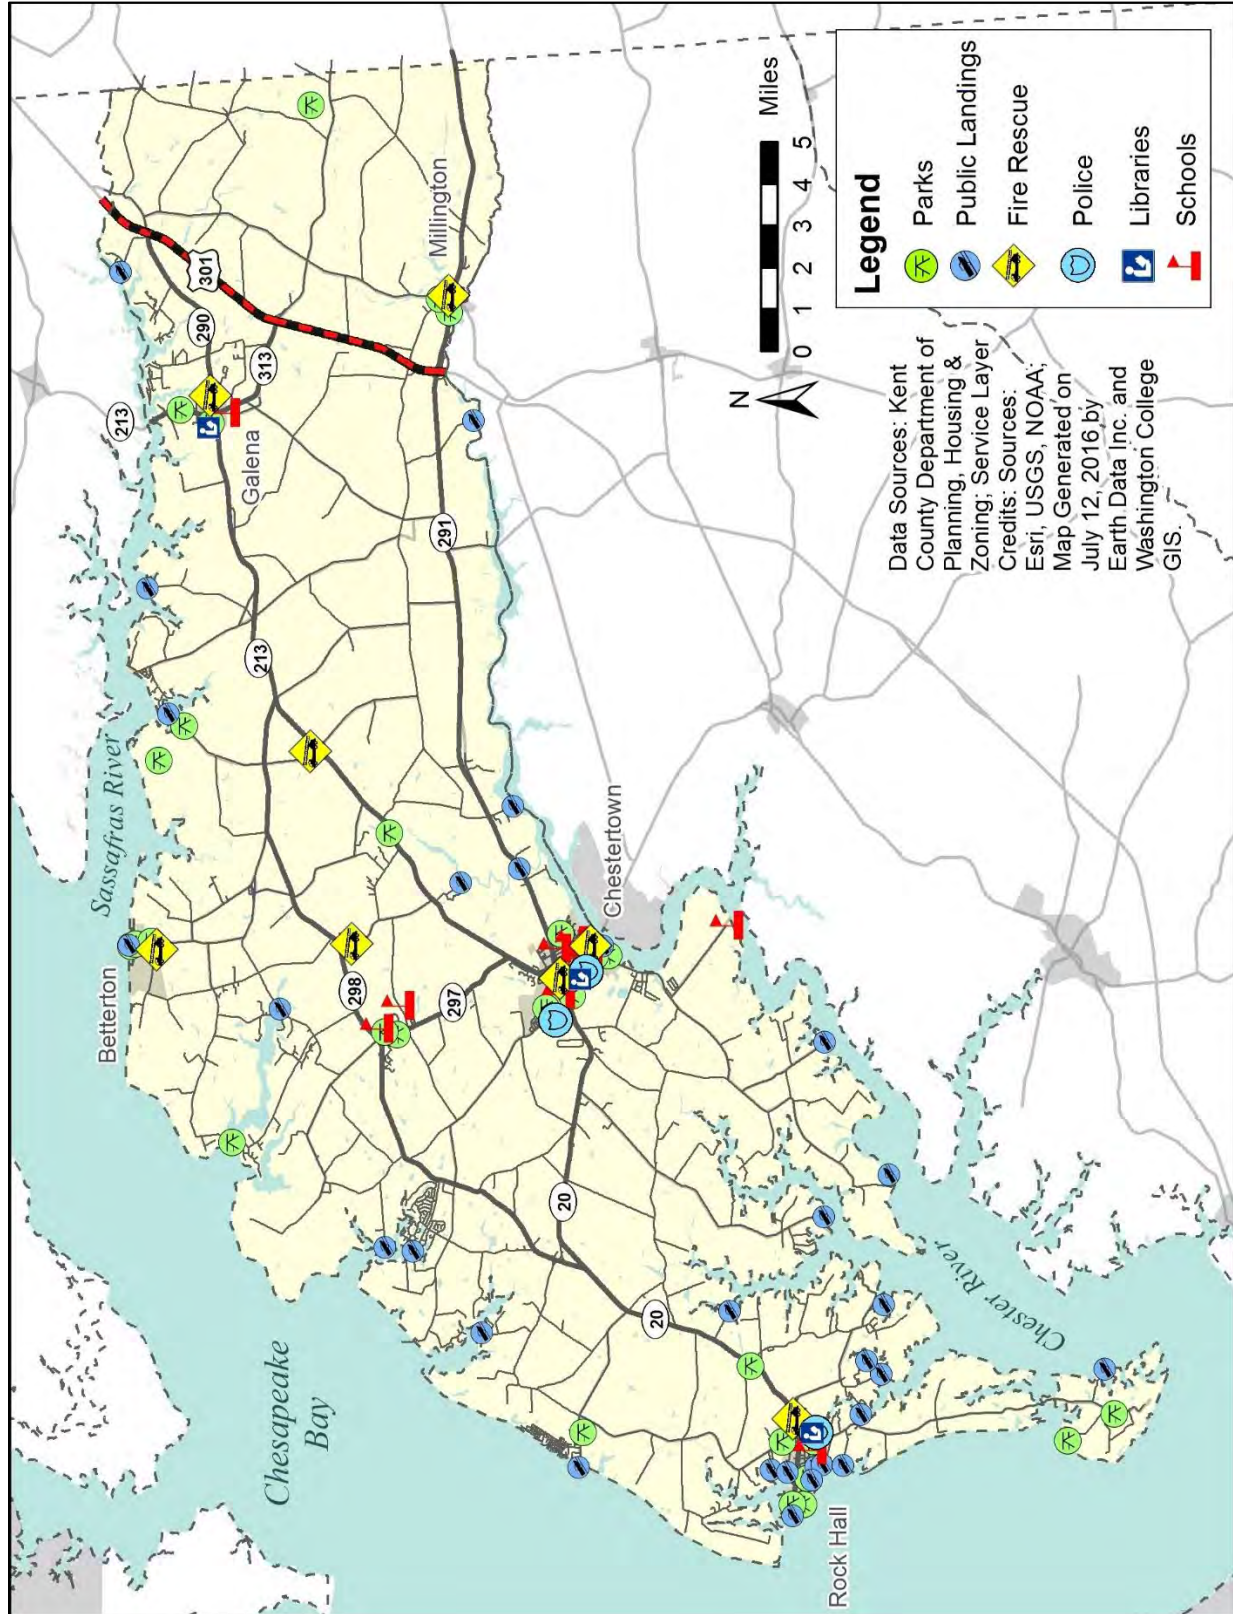 Chesapeake
Bay
Sassafras River
Chester River
Betterton
Galena
Millington
Chestertown
Rock Hall
213
290
301
313
213
291
298
297
20
20
N
0 1 2 3 4 5 Miles
Legend
Parks
Public Landings
Fire Rescue
Police
Libraries
Schools
Data Sources: Kent
County Department of
Planning, Housing &
Zoning; Service Layer
Credits: Sources:
Esri, USGS, NOAA;
Map Generated on
July 12, 2016 by
Earth Data Inc. and
Washington College
GIS.